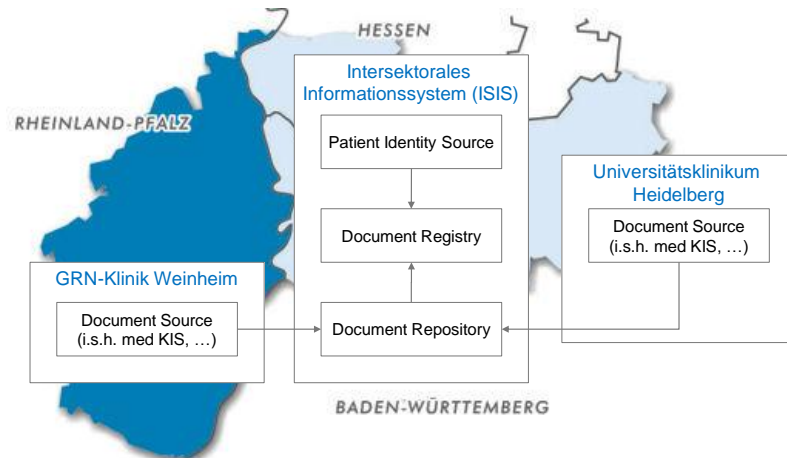 HESSEN
Intersektorales
Informationssystem (ISIS)
RHEINLAND-PFALZ
Patient Identity Source
Universitätsklinikum
Heidelberg
Document Source
(i.s.h. med KIS, …)
Document Registry
GRN-Klinik Weinheim
Document Source
(i.s.h. med KIS, …)
Document Repository
BADEN-WÜRTTEMBERG